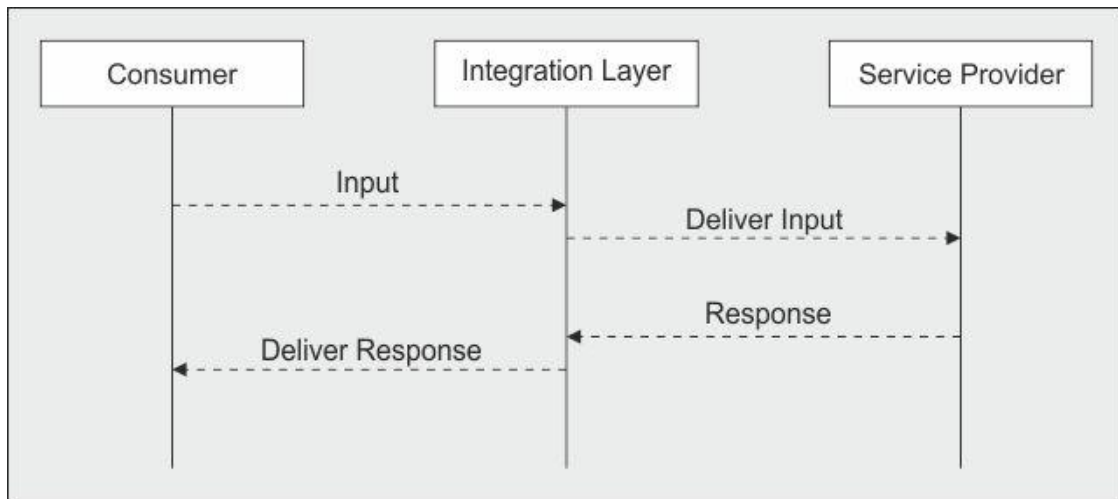 Consumer
Integration Layer
Service Provider
Input
Deliver Input
Response
Deliver Response